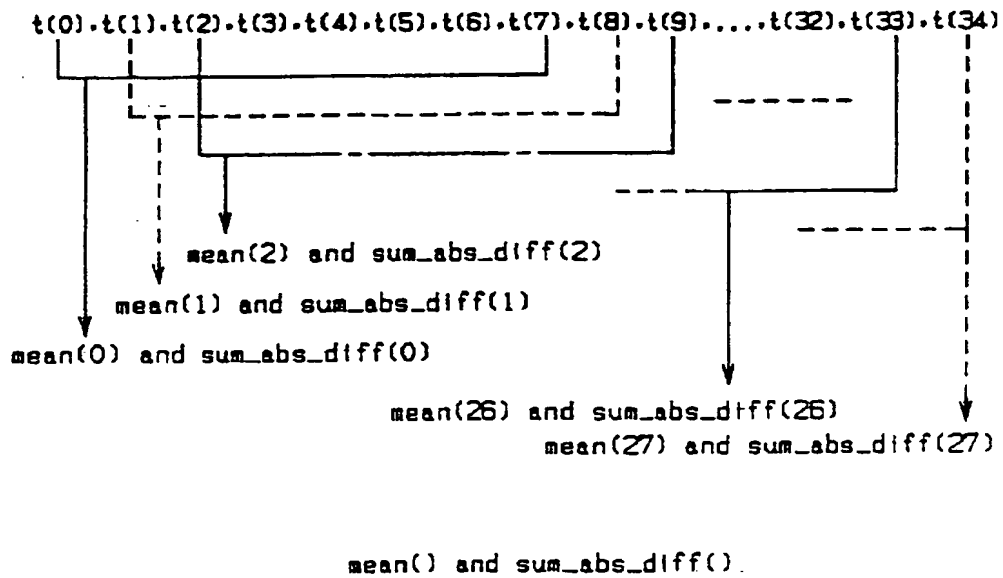 t(0).t(1).t(2).t(3).t(4).t(5).t(6).t(7).t(8).t(9).....t(32).t(33).t(34)
mean(2) and sum_abs_diff(2)
mean(1) and sum_abs_diff(1)
mean(0) and sum_abs_diff(0)
mean(26) and sum_abs_diff(26)
mean(27) and sum_abs_diff(27)
mean() and sum_abs_diff().